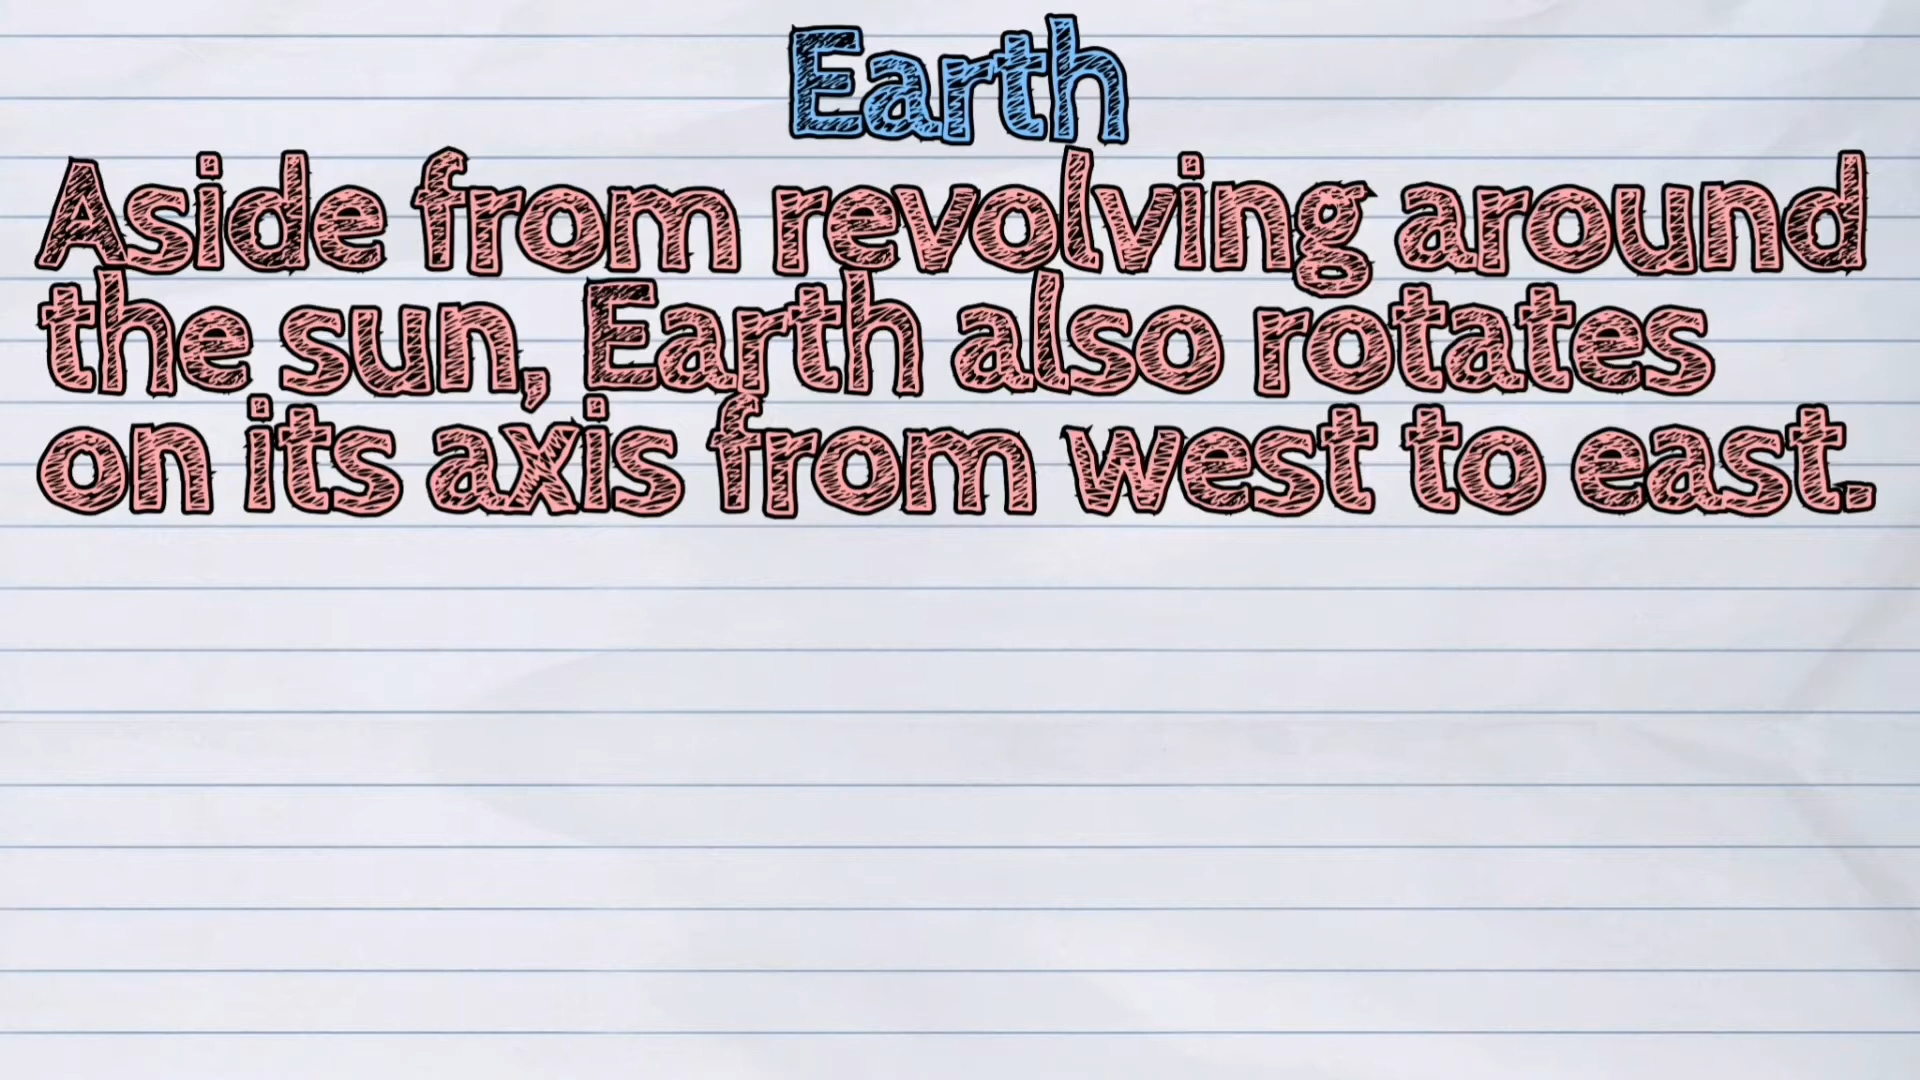 Earth
Aside from revolving around
the sun, Earth also rotates
on its axis from west to east.